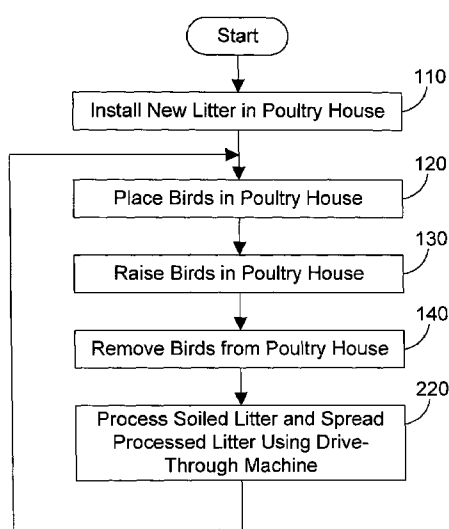 Start
110
Install New Litter in Poultry House
120
Place Birds in Poultry House
130
Raise Birds in Poultry House
140
Remove Birds from Poultry House
220
Process Soiled Litter and Spread
Processed Litter Using Drive-
Through Machine